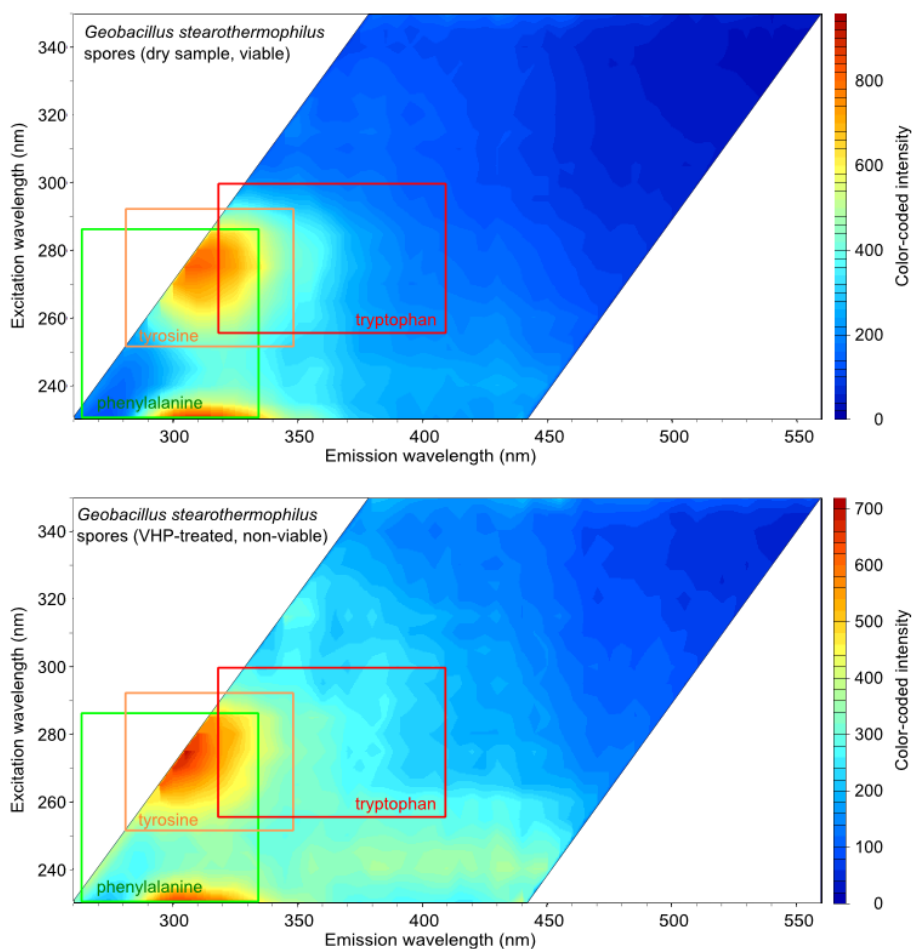 Geobacillus stearothermophilus
spores (dry sample, viable)
340
320
300
280
260
240
Excitation wavelength (nm)
tryptophan
tyrosine
phenylalanine
300
350
400
450
500
550
Emission wavelength (nm)
800
600
400
200
0
Color-coded intensity
Geobacillus stearothermophilus
spores (VHP-treated, non-viable)
340
320
300
280
260
240
Excitation wavelength (nm)
tryptophan
tyrosine
phenylalanine
300
350
400
450
500
550
Emission wavelength (nm)
700
600
500
400
300
200
100
0
Color-coded intensity